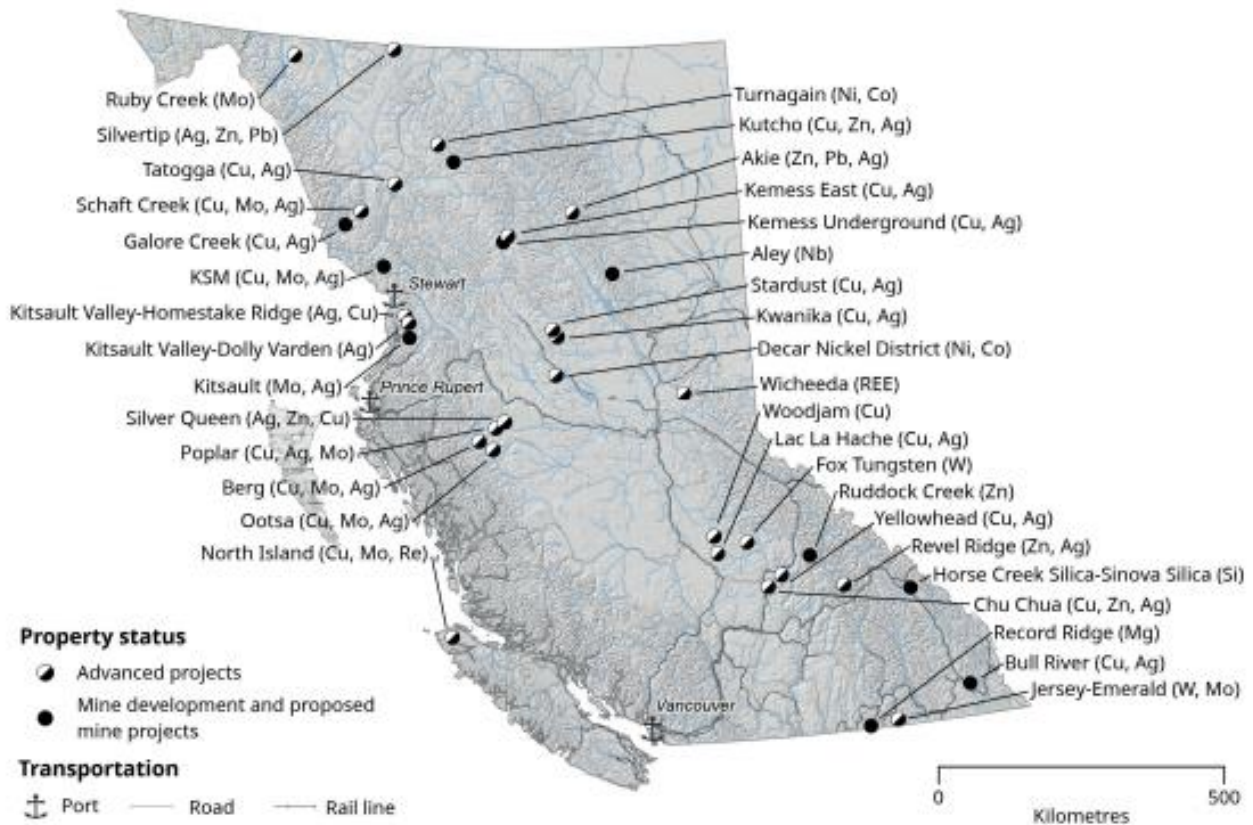 Ruby Creek (Mo)
Silvertip (Ag, Zn, Pb)
Tatogga (Cu, Ag)
Schaft Creek (Cu, Mo, Ag)
Galore Creek (Cu, Ag)
KSM (Cu, Mo, Ag)
Stewart
Kitsault Valley-Homestake Ridge (Ag, Cu)
Kitsault Valley-Dolly Varden (Ag)
Kitsault (Mo, Ag)
Prince Rupert
Silver Queen (Ag, Zn, Cu)
Poplar (Cu, Ag, Mo)
Berg (Cu, Mo, Ag)
Ootsa (Cu, Mo, Ag)
North Island (Cu, Mo, Re)
Turnagain (Ni, Co)
Kutcho (Cu, Zn, Ag)
Akie (Zn, Pb, Ag)
Kemess East (Cu, Ag)
Kemess Underground (Cu, Ag)
Aley (Nb)
Stardust (Cu, Ag)
Kwanika (Cu, Ag)
Decar Nickel District (Ni, Co)
Wicheeda (REE)
Woodjam (Cu)
Lac La Hache (Cu, Ag)
Fox Tungsten (W)
Ruddock Creek (Zn)
Yellowhead (Cu, Ag)
Revel Ridge (Zn, Ag)
Horse Creek Silica-Sinova Silica (Si)
Chu Chua (Cu, Zn, Ag)
Record Ridge (Mg)
Bull River (Cu, Ag)
Jersey-Emerald (W, Mo)
Vancouver
Property status
Advanced projects
Mine development and proposed
mine projects
Transportation
Port
Road
Rail line
0
500
Kilometres